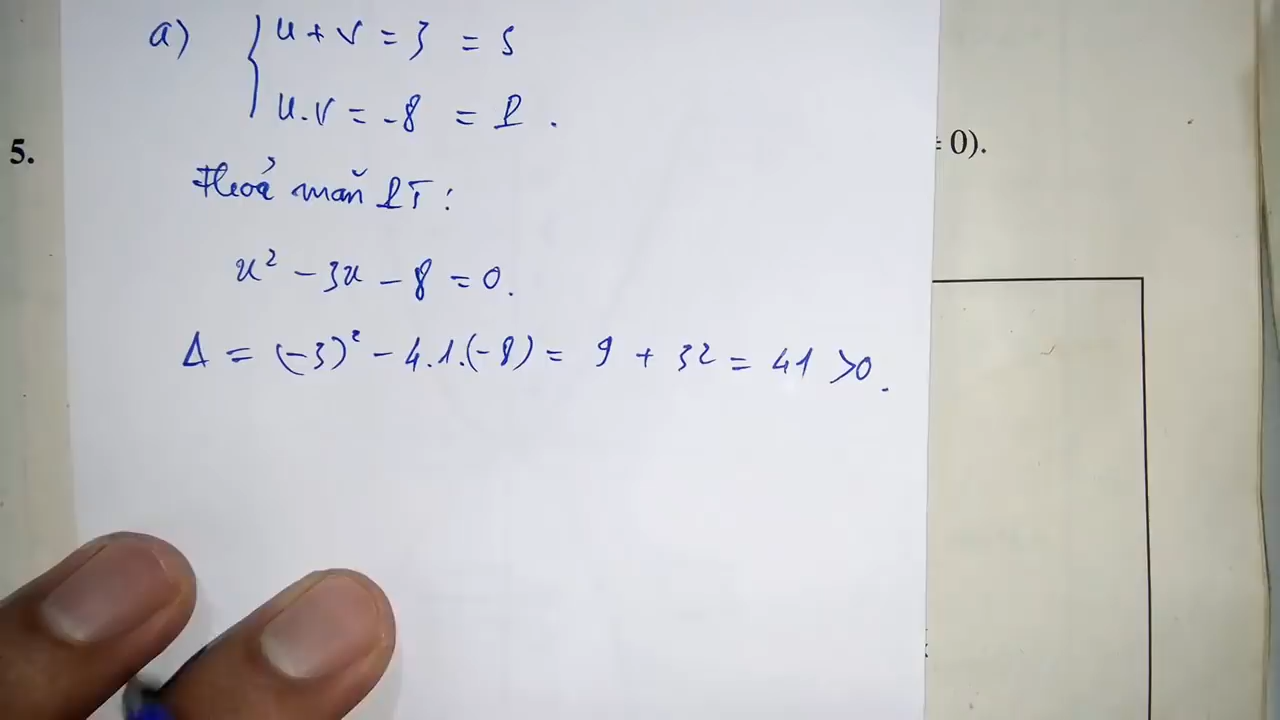 a) { u + v = 3 = S
u.v = -8 = P.
5.
= 0).
Thoả mãn PT:
x² - 3x - 8 = 0.
Δ = (-3)² - 4.1.(-8) = 9 + 32 = 41 >0.